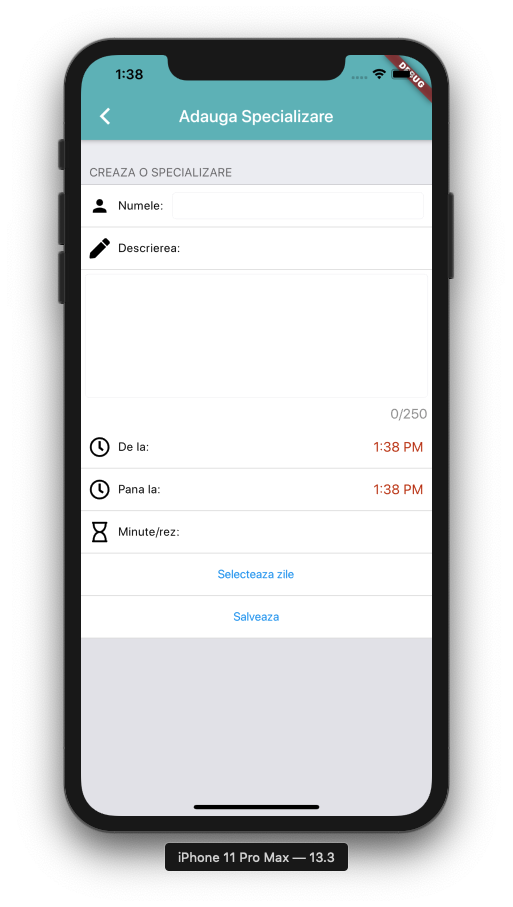 1:38
DEBUG
Adauga Specializare
CREAZA O SPECIALIZARE
Numele:
Descrierea:
0/250
De la: 1:38 PM
Pana la: 1:38 PM
Minute/rez:
Selecteaza zile
Salveaza
iPhone 11 Pro Max — 13.3